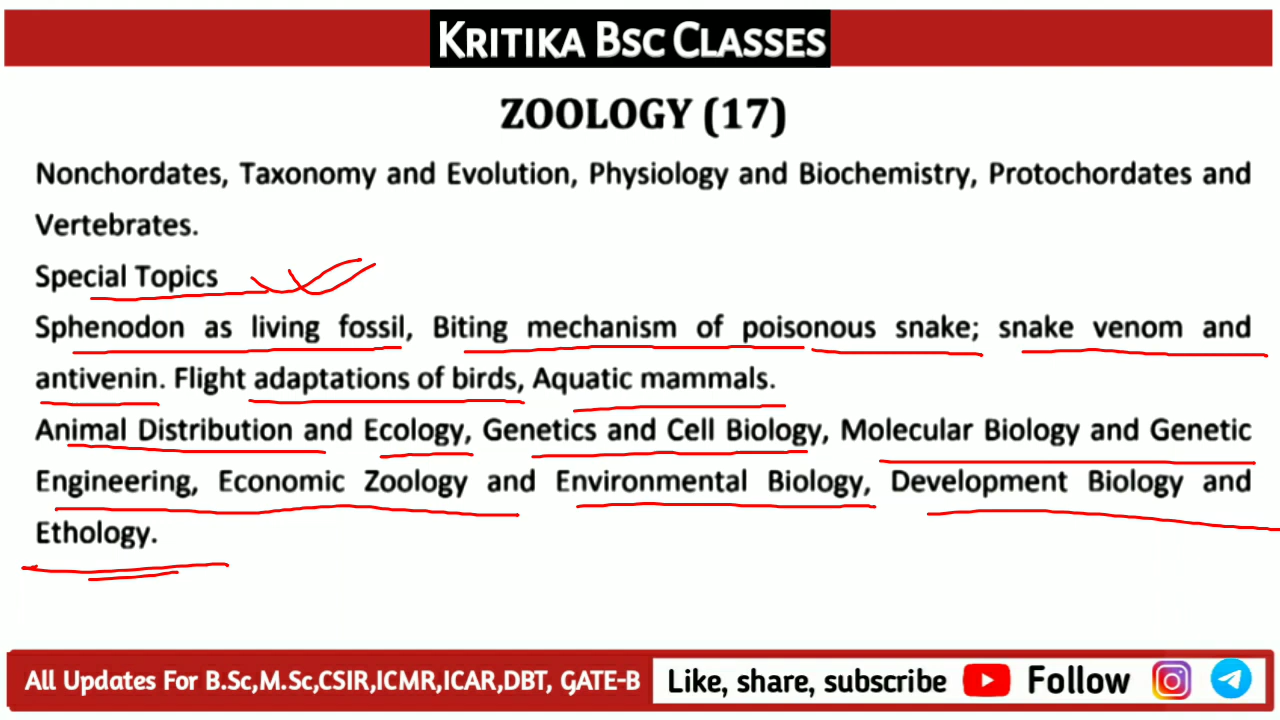 KRITIKA BSC CLASSES
ZOOLOGY (17)
Nonchordates, Taxonomy and Evolution, Physiology and Biochemistry, Protochordates and
Vertebrates.
Special Topics
Sphenodon as living fossil, Biting mechanism of poisonous snake; snake venom and
antivenin. Flight adaptations of birds, Aquatic mammals.
Animal Distribution and Ecology, Genetics and Cell Biology, Molecular Biology and Genetic
Engineering, Economic Zoology and Environmental Biology, Development Biology and
Ethology.
All Updates For B.Sc,M.Sc,CSIR,ICMR,ICAR,DBT, GATE-B Like, share, subscribe Follow